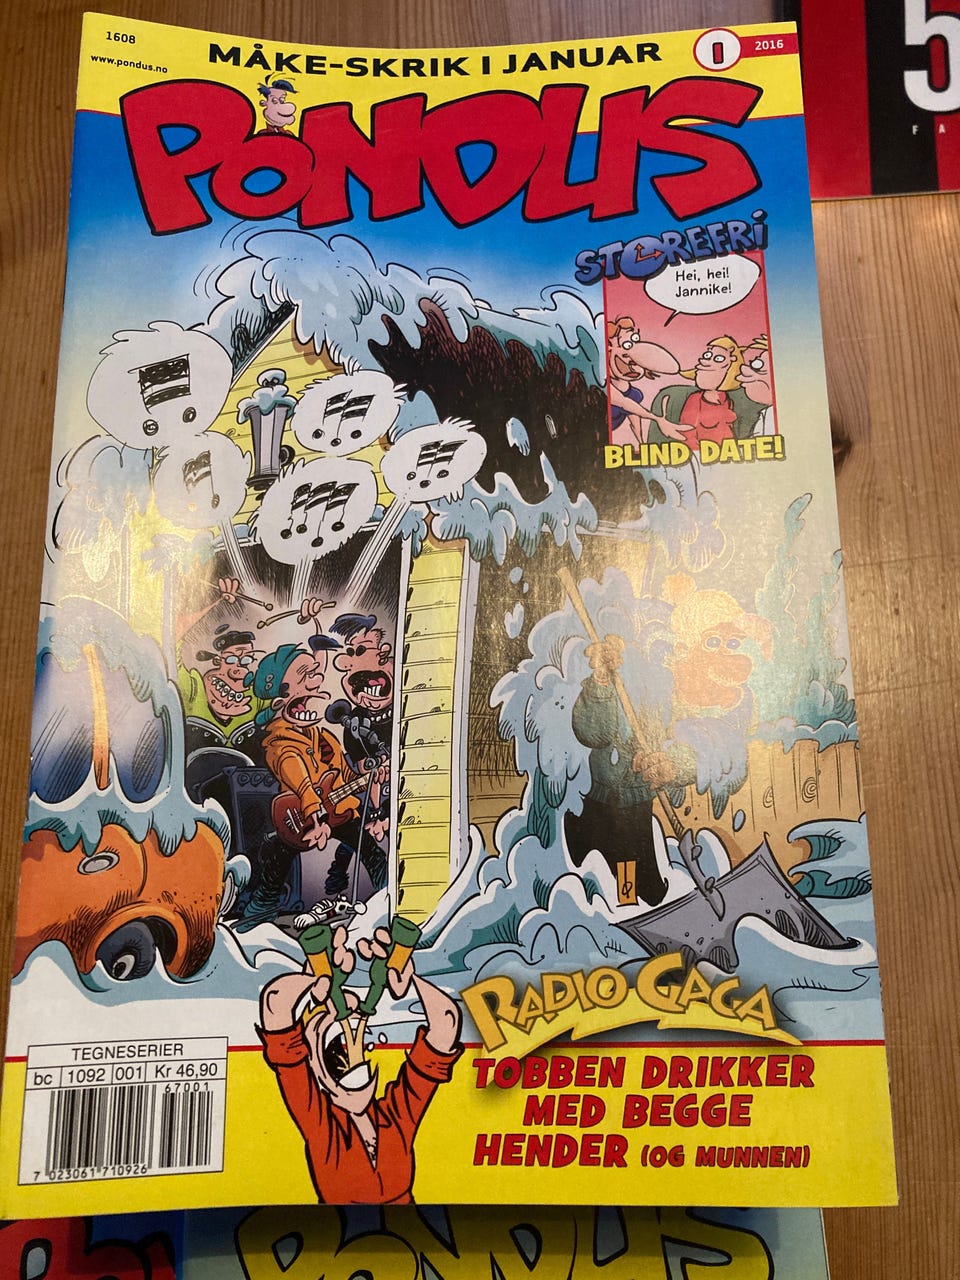 1608
www.pondus.no
MÅKE-SKRIK I JANUAR
1
2016
PONDUS
STOREFRI
Hei, hei!
Jannike!
BLIND DATE!
RADIO GAGA
TOBBEN DRIKKER
MED BEGGE
HENDER (OG MUNNEN)
TEGNESERIER
bc 1092 001 Kr 46,90
67001
7 023061 710926
5
F A
PONDUS